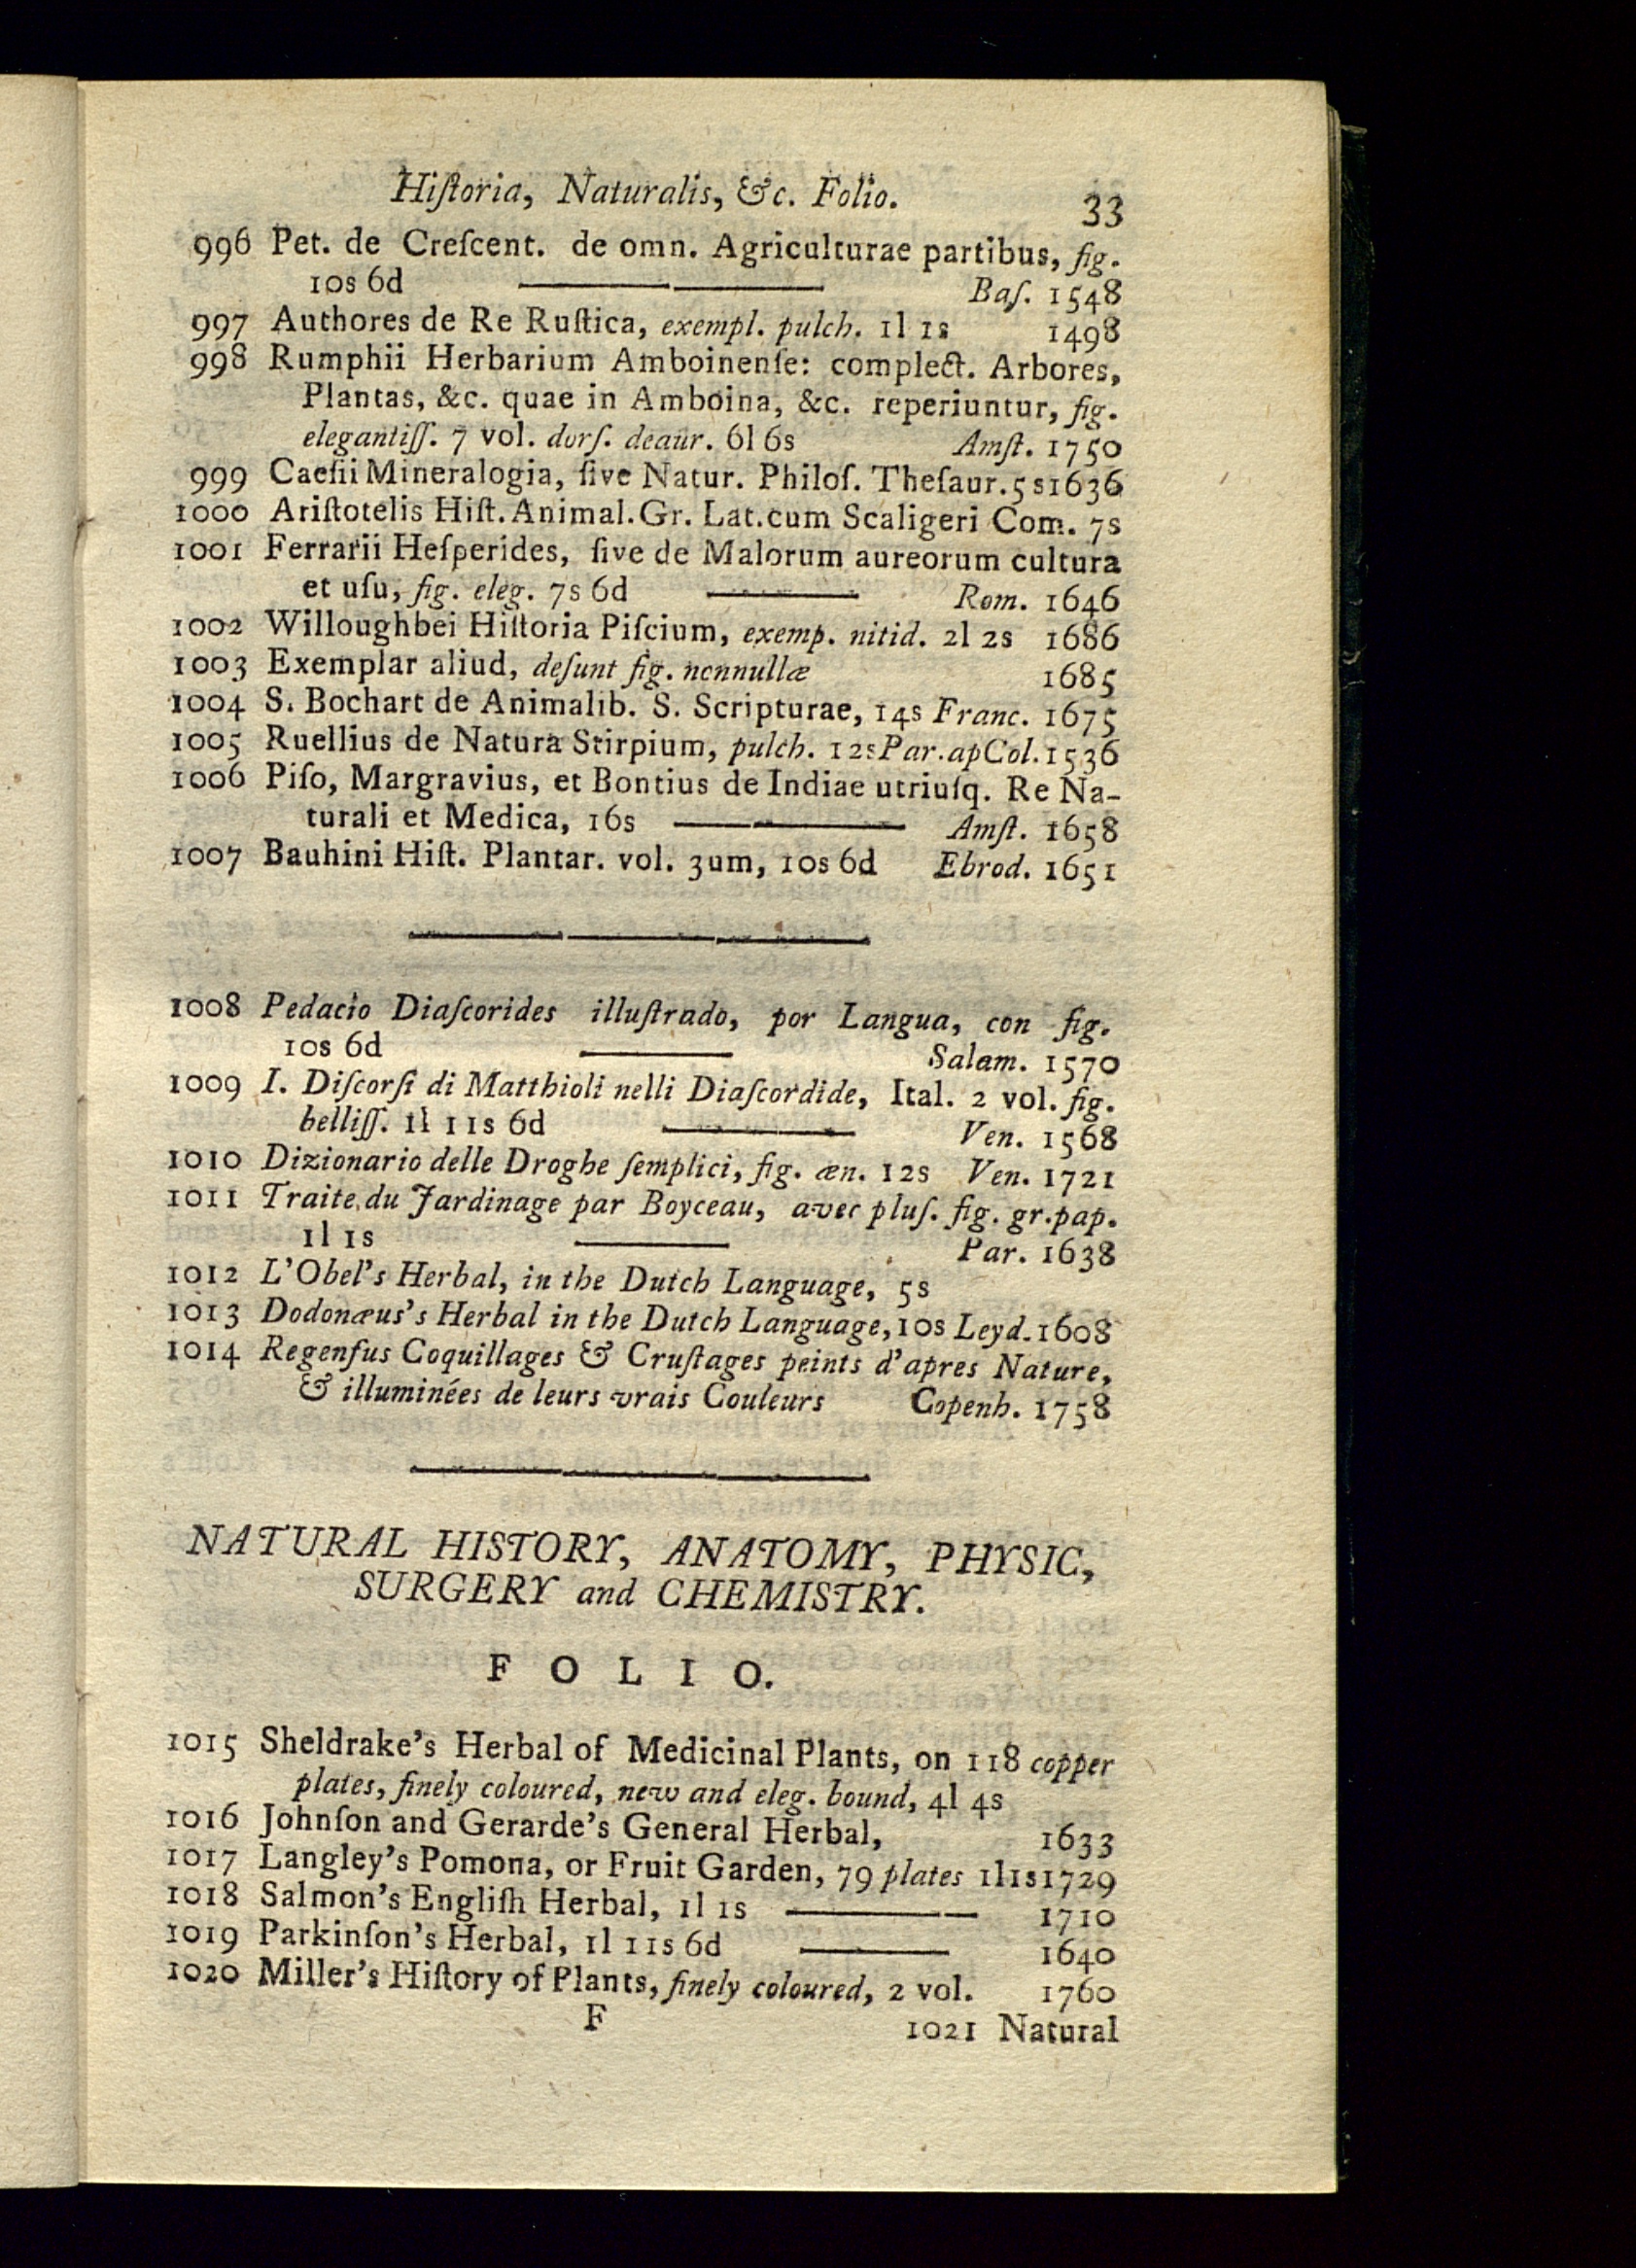 Hiſtoria, Naturalis, &c. Folio. 33
996 Pet. de Creſcent. de omn. Agriculturae partibus, fig.
10s 6d Baſ. 1548
997 Authores de Re Ruſtica, exempl. pulch. 1l 1s 1498
998 Rumphii Herbarium Amboinenſe: complect. Arbores,
Plantas, &c. quae in Amboina, &c. reperiuntur, fig.
elegantiſſ. 7 vol. dorſ. deaur. 6l 6s Amſt. 1750
999 Caeſii Mineralogia, ſive Natur. Philoſ. Theſaur. 5s 1636
1000 Ariſtotelis Hiſt. Animal. Gr. Lat. cum Scaligeri Com. 7s
1001 Ferrarii Heſperides, ſive de Malorum aureorum cultura
et uſu, fig. eleg. 7s 6d Rom. 1646
1002 Willoughbei Hiſtoria Piſcium, exemp. nitid. 2l 2s 1686
1003 Exemplar aliud, deſunt fig. nonnullæ 1685
1004 S. Bochart de Animalib. S. Scripturae, 14s Franc. 1675
1005 Ruellius de Natura Stirpium, pulch. 12s Par. ap Col. 1536
1006 Piſo, Margravius, et Bontius de Indiae utriuſq. Re Na-
turali et Medica, 16s Amſt. 1658
1007 Bauhini Hiſt. Plantar. vol. 3um, 10s 6d Ebrod. 1651
1008 Pedacio Diaſcorides illuſtrado, por Langua, con fig.
10s 6d Salam. 1570
1009 I. Diſcorſi di Matthioli nelli Diaſcordide, Ital. 2 vol. fig.
belliſſ. 1l 11s 6d Ven. 1568
1010 Dizionario delle Droghe ſemplici, fig. æn. 12s Ven. 1721
1011 Traite du Jardinage par Boyceau, avec pluſ. fig. gr. pap.
1l 1s Par. 1638
1012 L'Obel's Herbal, in the Dutch Language, 5s
1013 Dodonæus's Herbal in the Dutch Language, 10s Leyd. 1608
1014 Regenfus Coquillages & Cruſtages peints d'apres Nature,
& illuminées de leurs vrais Couleurs Copenh. 1758
NATURAL HISTORY, ANATOMY, PHYSIC,
SURGERY and CHEMISTRY.
FOLIO.
1015 Sheldrake's Herbal of Medicinal Plants, on 118 copper
plates, finely coloured, new and eleg. bound, 4l 4s
1016 Johnſon and Gerarde's General Herbal, 1633
1017 Langley's Pomona, or Fruit Garden, 79 plates 1l 1s 1729
1018 Salmon's Engliſh Herbal, 1l 1s 1710
1019 Parkinſon's Herbal, 1l 11s 6d 1640
1020 Miller's Hiſtory of Plants, finely coloured, 2 vol. 1760
F 1021 Natural